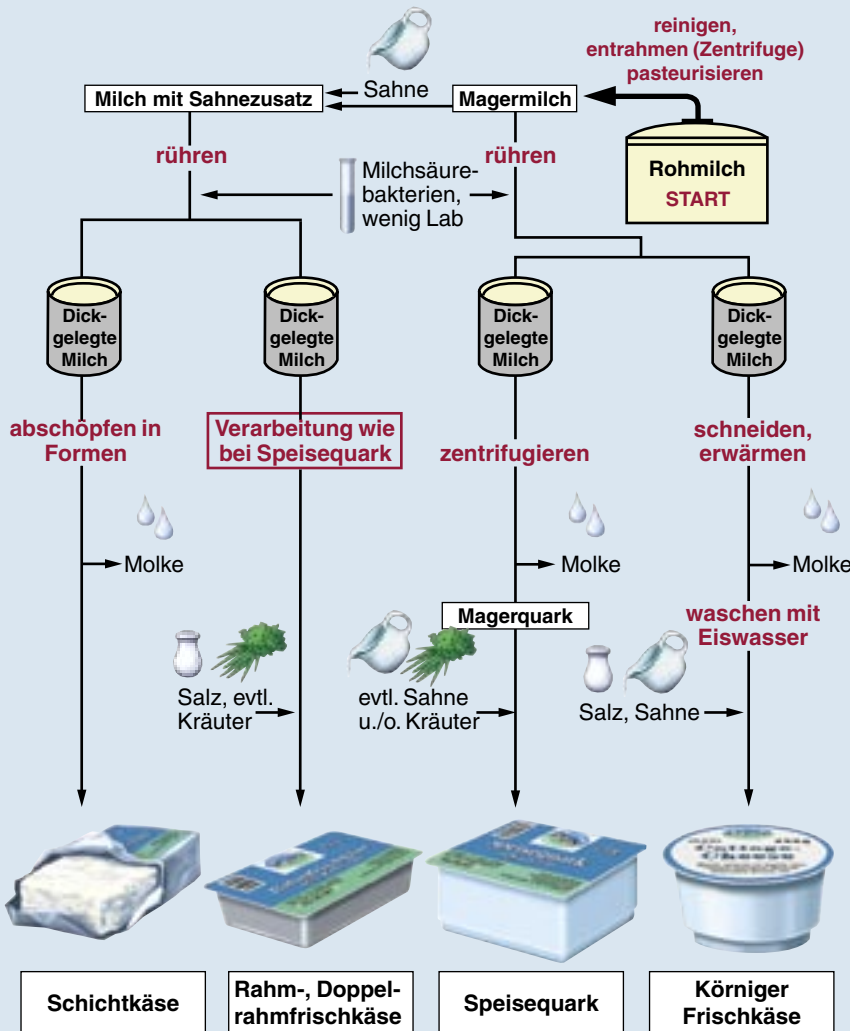 reinigen,
entrahmen (Zentrifuge)
pasteurisieren
Sahne
Milch mit Sahnezusatz
Magermilch
rühren
rühren
Milchsäure-
bakterien,
wenig Lab
Rohmilch
START
Dick-
gelegte
Milch
Dick-
gelegte
Milch
Dick-
gelegte
Milch
Dick-
gelegte
Milch
abschöpfen in
Formen
Verarbeitung wie
bei Speisequark
zentrifugieren
schneiden,
erwärmen
Molke
Molke
Molke
Magerquark
waschen mit
Eiswasser
Salz, evtl.
Kräuter
evtl. Sahne
u./o. Kräuter
Salz, Sahne
Cottage
Cheese
Schichtkäse
Rahm-, Doppel-
rahmfrischkäse
Speisequark
Körniger
Frischkäse